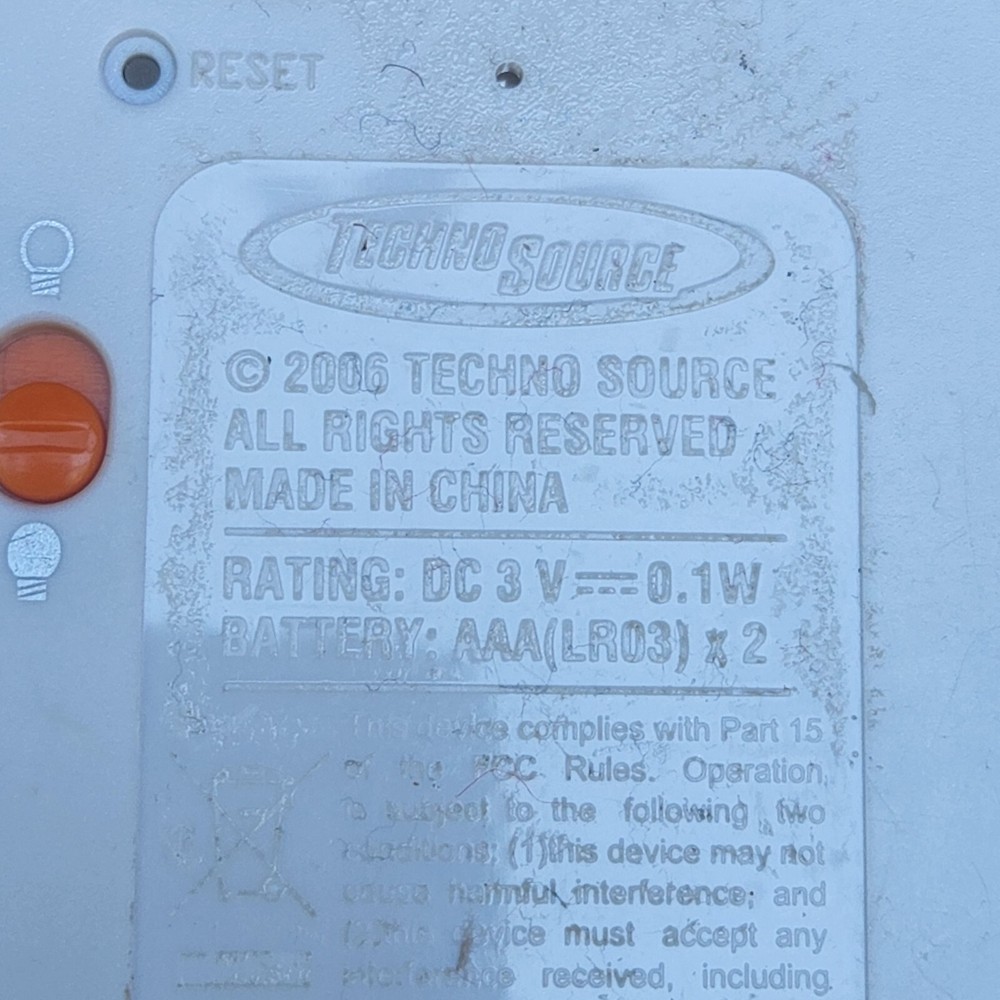 RESET
TECHNO SOURCE
© 2006 TECHNO SOURCE
ALL RIGHTS RESERVED
MADE IN CHINA
RATING: DC 3 V⎓0.1W
BATTERY: AAA(LR03) x 2
This device complies with Part 15
of the FCC Rules. Operation
is subject to the following two
conditions; (1)this device may not
cause harmful interference; and
(2)this device must accept any
interference received, including